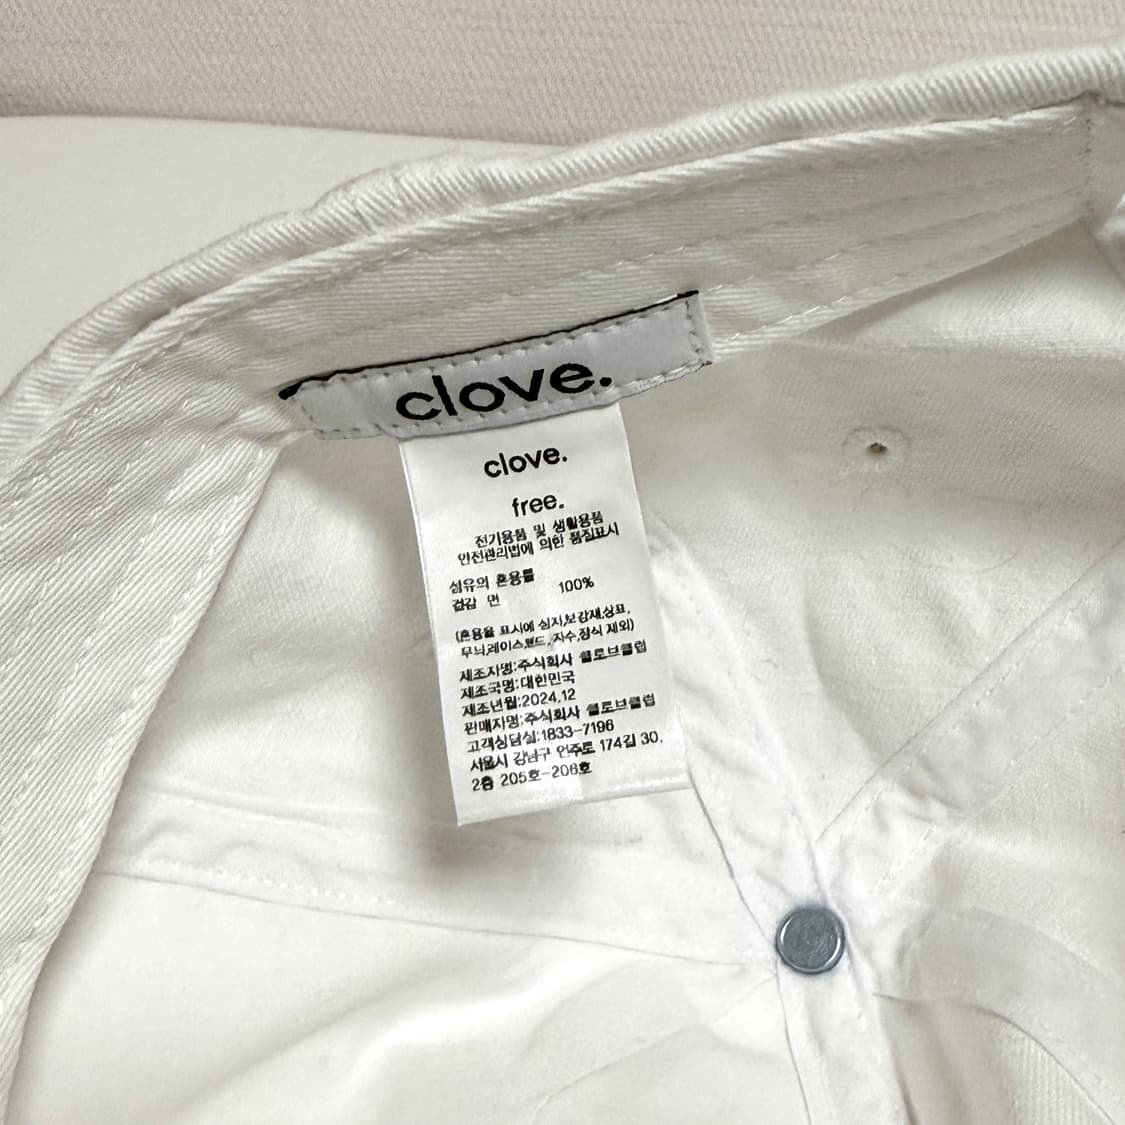 clove.
clove.
free.
전기용품 및 생활용품
안전관리법에 의한 품질표시
섬유의 혼용률
겉감 면 100%
(혼용율 표시에 심지,보강재,상표,
무늬,레이스,밴드,자수,장식 제외)
제조자명:주식회사 클로브클럽
제조국명:대한민국
제조년월:2024.12
판매자명:주식회사 클로브클럽
고객상담실:1833-7196
서울시 강남구 언주로 174길 30,
2층 205호-206호